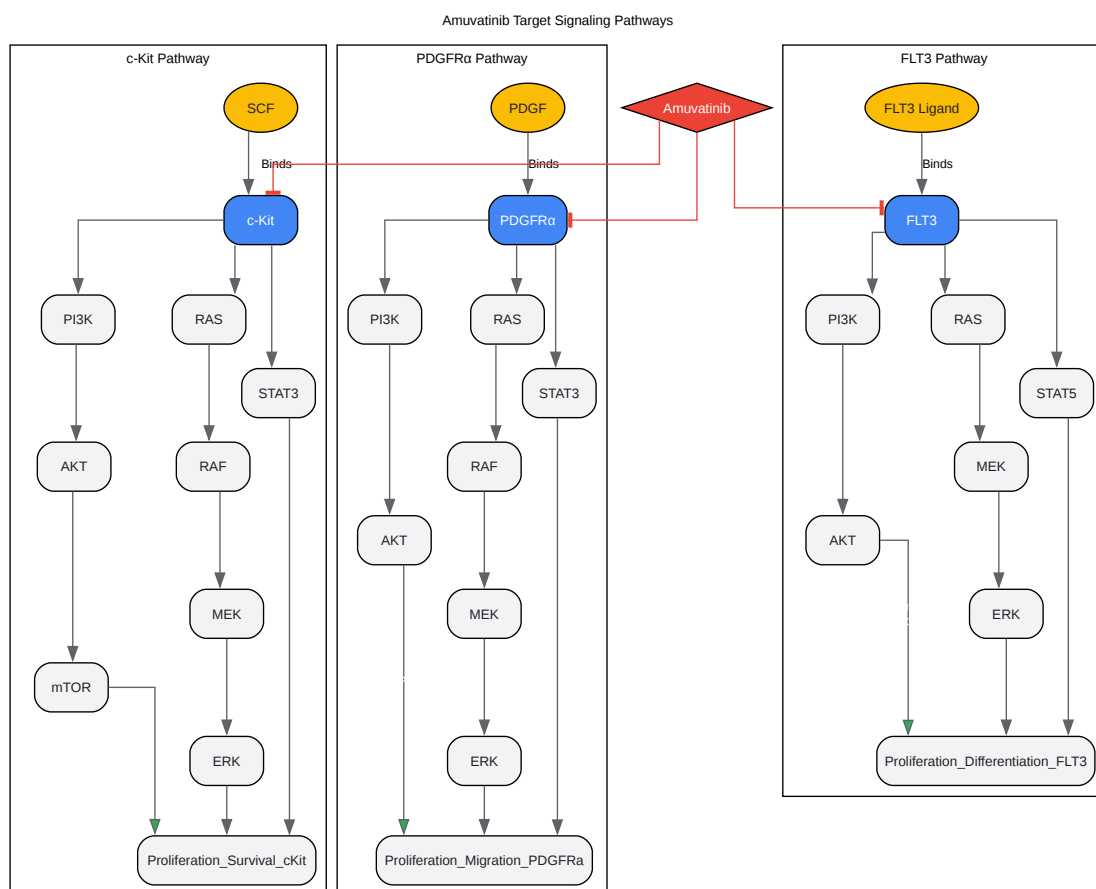 Amuvatinib Target Signaling Pathways
c-Kit Pathway
SCF
Binds
c-Kit
PI3K
RAS
STAT3
AKT
RAF
MEK
mTOR
ERK
Proliferation_Survival_cKit
PDGFRα Pathway
PDGF
Binds
PDGFRα
PI3K
RAS
STAT3
RAF
AKT
MEK
ERK
Proliferation_Migration_PDGFRa
Amuvatinib
FLT3 Pathway
FLT3 Ligand
Binds
FLT3
PI3K
RAS
STAT5
MEK
AKT
ERK
Proliferation_Differentiation_FLT3